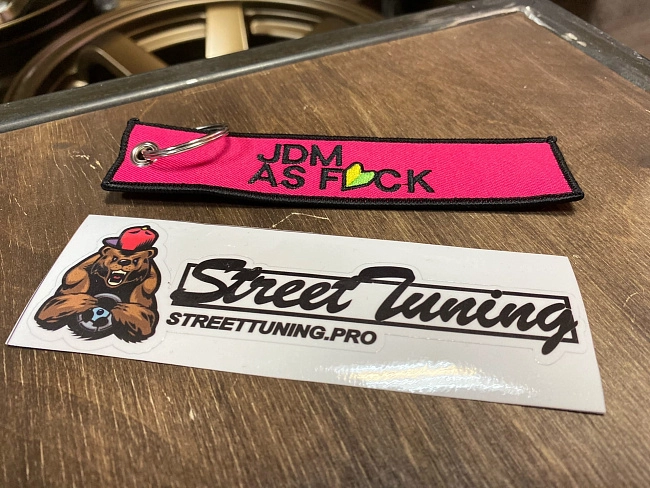 JDM
AS F🔰CK
Street Tuning
STREETTUNING.PRO